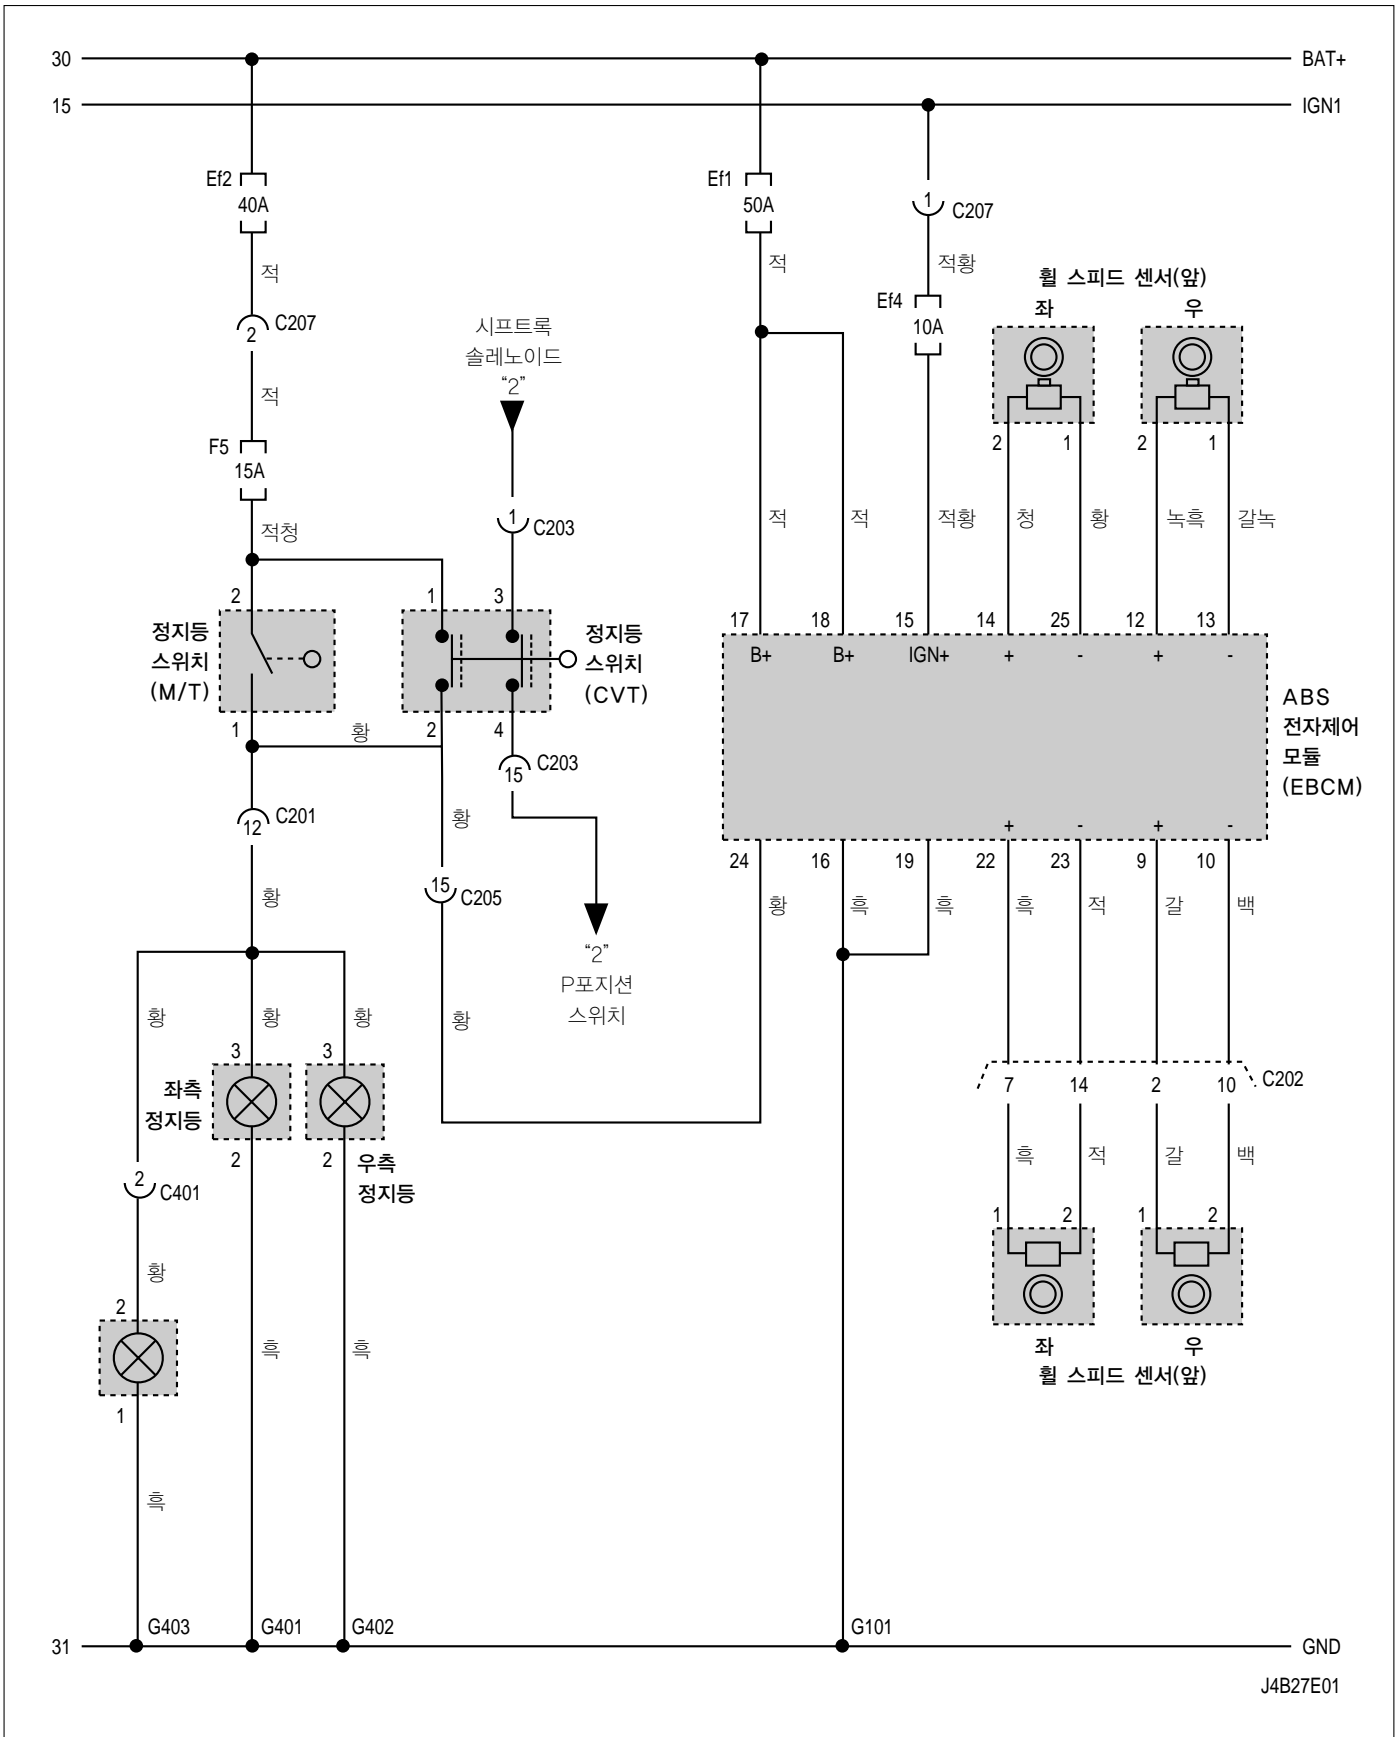 30 BAT+
15 IGN1
Ef2
40A
적
C207
2
적
F5
15A
적청
시프트록
솔레노이드
“2”
1
C203
Ef1
50A
적
1
C207
적황
Ef4
10A
휠 스피드 센서(앞)
좌 우
2 1 2 1
적 적 적황 청 황 녹흑 갈녹
2
정지등
스위치
(M/T)
1
1 3
정지등
스위치
(CVT)
2 4
황
15
C203
17 18 15 14 25 12 13
B+ B+ IGN+ + - + -
ABS
전자제어
모듈
(EBCM)
+ - + -
24 16 19 22 23 9 10
황 흑 흑 흑 적 갈 백
C201
12
황
황
15
C205
“2”
P포지션
스위치
황
황 황 황
3 3
좌측
정지등
2 2
우측
정지등
7 14 2 10 C202
흑 적 갈 백
1 2 1 2
좌 우
휠 스피드 센서(앞)
2
C401
황
2
1
흑 흑
흑
G403 G401 G402 G101
31 GND
J4B27E01